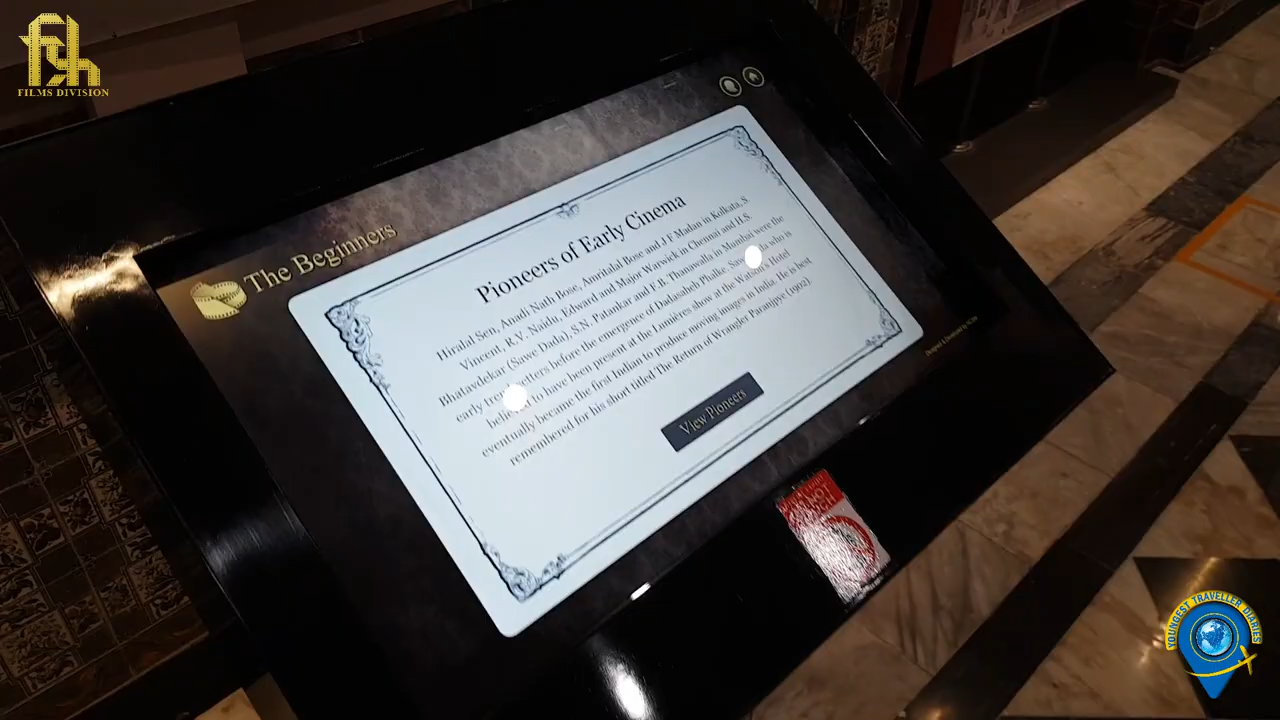 FILMS DIVISION
The Beginners
Pioneers of Early Cinema
Hiralal Sen, Anadi Nath Bose, Amritalal Bose and J F Madan in Kolkata, S.
Vincent, R.V. Naidu, Edward and Major Warwick in Chennai and H.S.
Bhatavdekar (Sawe Dada), S.N. Patankar and F.B. Thanawalla in Mumbai were the
early trend setters before the emergence of Dadasaheb Phalke. Sawe Dada who is
believed to have been present at the Lumières show at the Watson's Hotel
eventually became the first Indian to produce moving images in India. He is best
remembered for his short titled The Return of Wrangler Paranjpye (1902).
View Pioneers
NOT
YOUNGEST TRAVELLER DIARIES